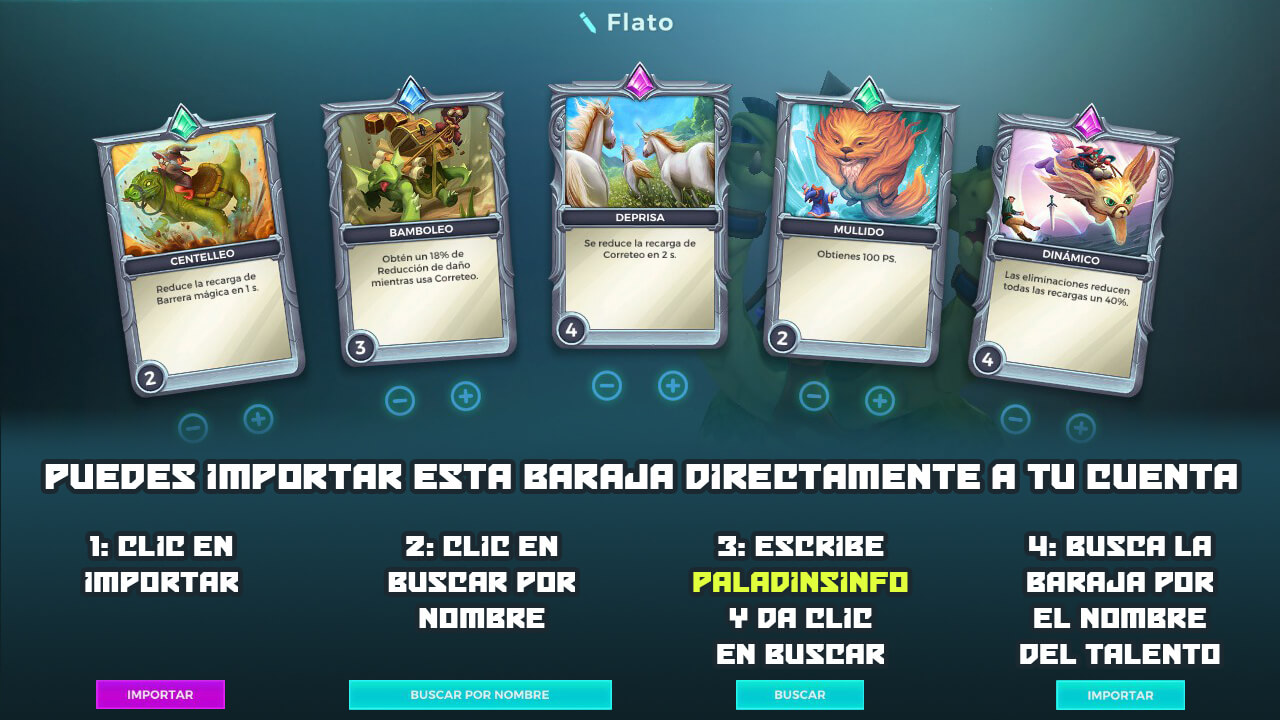 Flato
CENTELLEO
Reduce la recarga de
Barrera mágica en 1 s.
2
BAMBOLEO
Obtén un 18% de
Reducción de daño
mientras usa Correteo.
3
DEPRISA
Se reduce la recarga de
Correteo en 2 s.
4
MULLIDO
Obtienes 100 PS.
2
DINÁMICO
Las eliminaciones reducen
todas las recargas un 40%.
4
PUEDES IMPORTAR ESTA BARAJA DIRECTAMENTE A TU CUENTA
1: CLIC EN
IMPORTAR
IMPORTAR
2: CLIC EN
BUSCAR POR
NOMBRE
BUSCAR POR NOMBRE
3: ESCRIBE
PALADINSINFO
Y DA CLIC
EN BUSCAR
BUSCAR
4: BUSCA LA
BARAJA POR
EL NOMBRE
DEL TALENTO
IMPORTAR